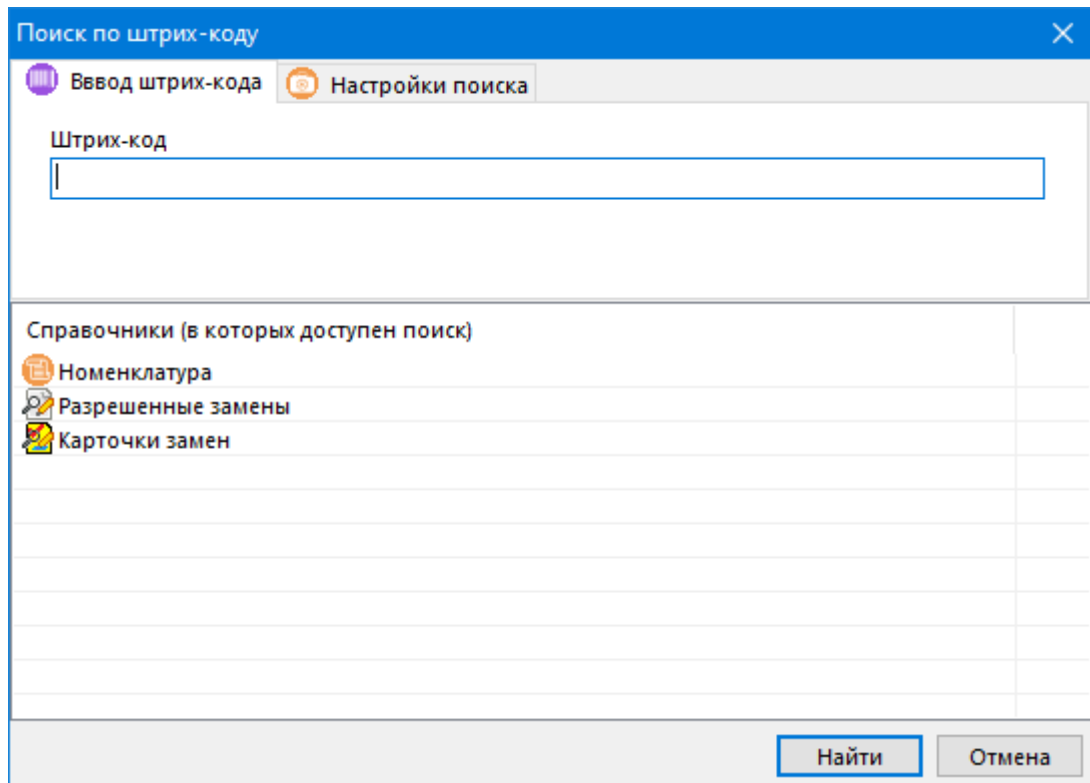 Поиск по штрих-коду
Вввод штрих-кода
Настройки поиска
Штрих-код
Справочники (в которых доступен поиск)
Номенклатура
Разрешенные замены
Карточки замен
Найти
Отмена